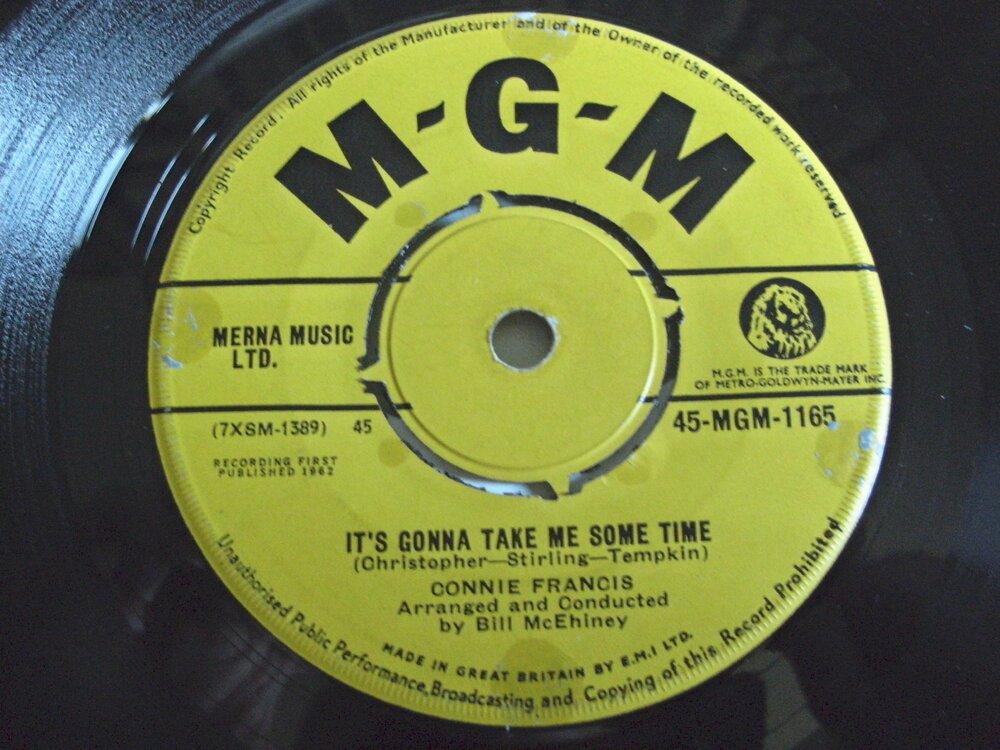 Copyright Record. All rights of the Manufacturer and of the Owner of the recorded work reserved
M-G-M
MERNA MUSIC
LTD.
M.G.M. IS THE TRADE MARK
OF METRO-GOLDWYN-MAYER INC.
(7XSM-1389) 45
45-MGM-1165
RECORDING FIRST
PUBLISHED 1962
IT'S GONNA TAKE ME SOME TIME
(Christopher—Stirling—Tempkin)
CONNIE FRANCIS
Arranged and Conducted
by Bill McEhiney
MADE IN GREAT BRITAIN BY E.M.I LTD.
Unauthorised Public Performance, Broadcasting and Copying of this Record Prohibited